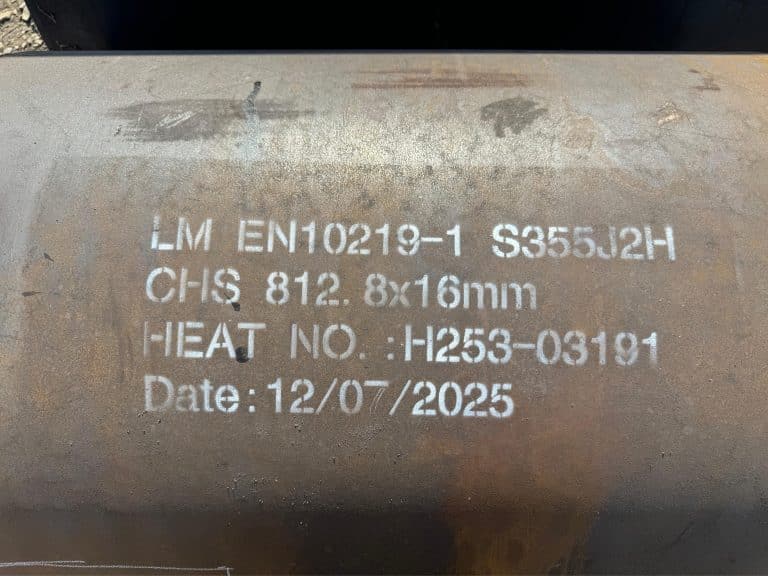 LM EN10219-1 S355J2H
CHS 812.8x16mm
HEAT NO.:H253-03191
Date:12/07/2025